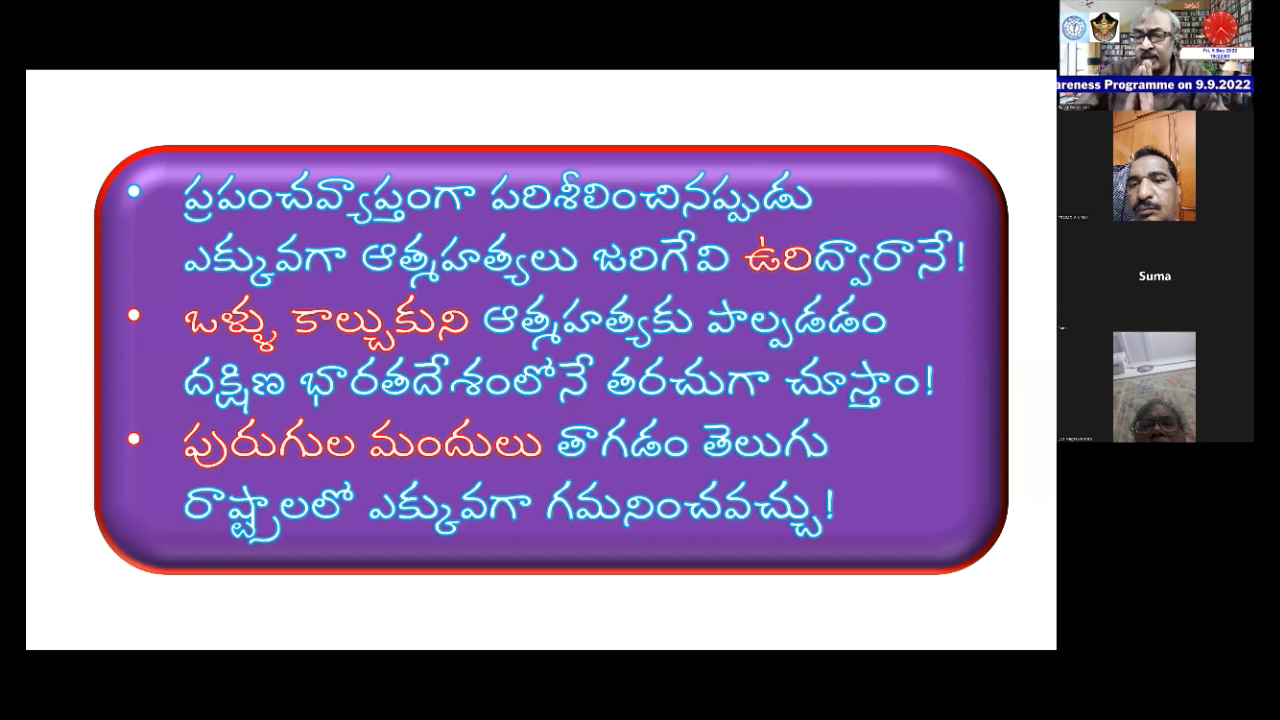 • ప్రపంచవ్యాప్తంగా పరిశీలించినప్పుడు
ఎక్కువగా ఆత్మహత్యలు జరిగేవి ఉరిద్వారానే!
• ఒళ్ళు కాల్చుకుని ఆత్మహత్యకు పాల్పడడం
దక్షిణ భారతదేశంలోనే తరచుగా చూస్తాం!
• పురుగుల మందులు తాగడం తెలుగు
రాష్ట్రాలలో ఎక్కువగా గమనించవచ్చు!
areness Programme on 9.9.2022
Suma